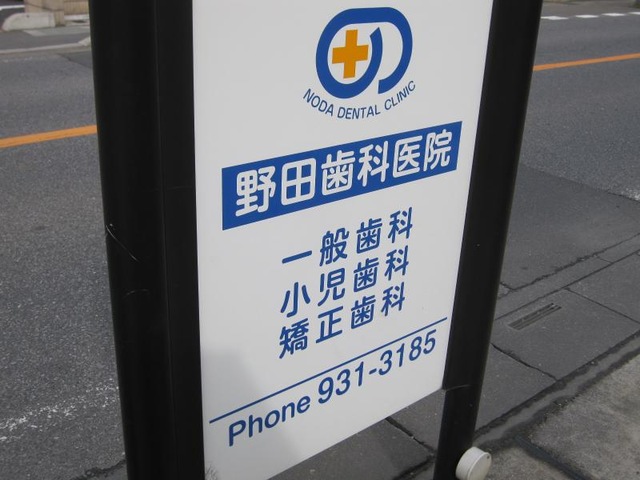 NODA DENTAL CLINIC
野田歯科医院
一般歯科
小児歯科
矯正歯科
Phone 931-3185